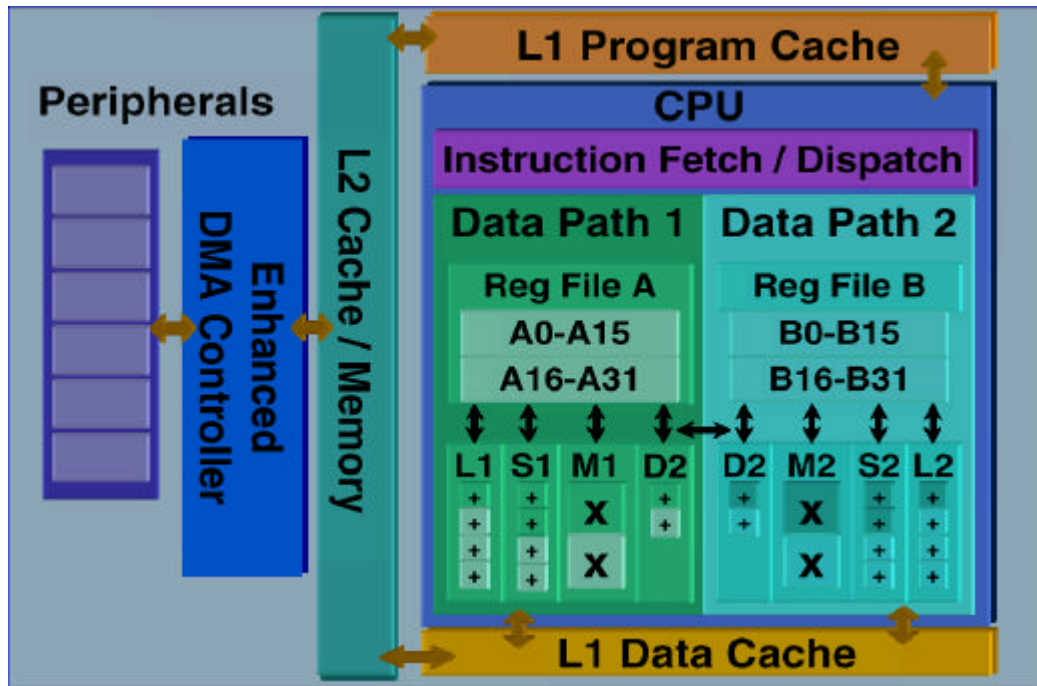 L1 Program Cache
Peripherals
CPU
Instruction Fetch / Dispatch
L2 Cache / Memory
Enhanced
DMA Controller
Data Path 1
Data Path 2
Reg File A
Reg File B
A0-A15
B0-B15
A16-A31
B16-B31
L1 S1 M1 D2
D2 M2 S2 L2
+ + X + + X + +
+ + + + + +
+ + X X + +
+ + + +
L1 Data Cache